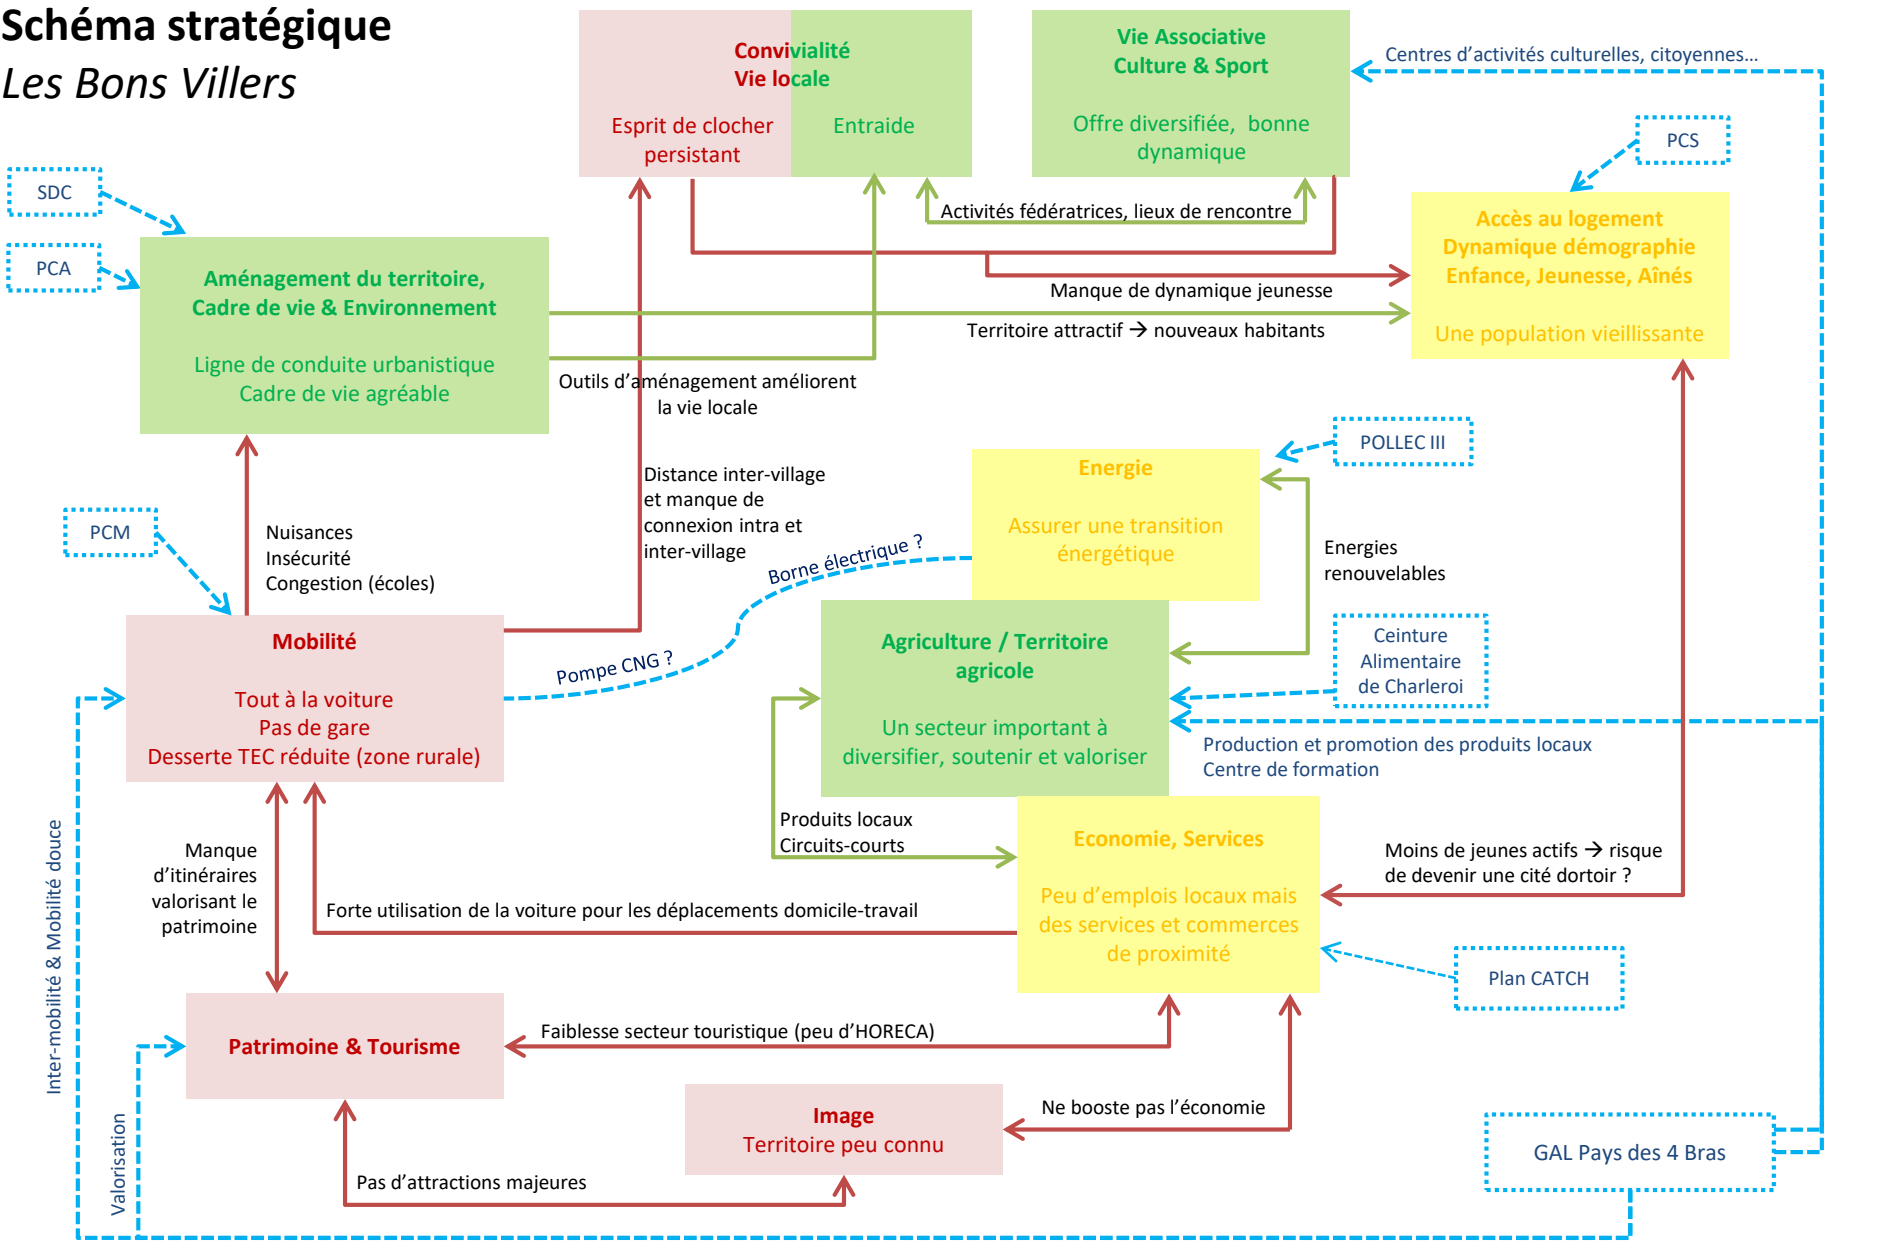 Schéma stratégique
Les Bons Villers
Convivialité
Vie locale
Esprit de clocher
persistant
Entraide
Vie Associative
Culture & Sport
Offre diversifiée,  bonne
dynamique
Centres d’activités culturelles, citoyennes…
PCS
SDC
PCA
Activités fédératrices, lieux de rencontre
Accès au logement
Dynamique démographie
Enfance, Jeunesse, Aînés
Une population vieillissante
Aménagement du territoire,
Cadre de vie & Environnement
Ligne de conduite urbanistique
Cadre de vie agréable
Manque de dynamique jeunesse
Territoire attractif → nouveaux habitants
Outils d’aménagement améliorent
la vie locale
POLLEC III
Energie
Assurer une transition
énergétique
Distance inter-village
et manque de
connexion intra et
inter-village
PCM
Nuisances
Insécurité
Congestion (écoles)
Borne électrique ?
Energies
renouvelables
Pompe CNG ?
Mobilité
Tout à la voiture
Pas de gare
Desserte TEC réduite (zone rurale)
Agriculture / Territoire
agricole
Un secteur important à
diversifier, soutenir et valoriser
Ceinture
Alimentaire
de Charleroi
Production et promotion des produits locaux
Centre de formation
Produits locaux
Circuits-courts
Economie, Services
Peu d’emplois locaux mais
des services et commerces
de proximité
Moins de jeunes actifs → risque
de devenir une cité dortoir ?
Inter-mobilité & Mobilité douce
Manque
d’itinéraires
valorisant le
patrimoine
Forte utilisation de la voiture pour les déplacements domicile-travail
Plan CATCH
Patrimoine & Tourisme
Faiblesse secteur touristique (peu d’HORECA)
Image
Territoire peu connu
Ne booste pas l’économie
Valorisation
Pas d’attractions majeures
GAL Pays des 4 Bras